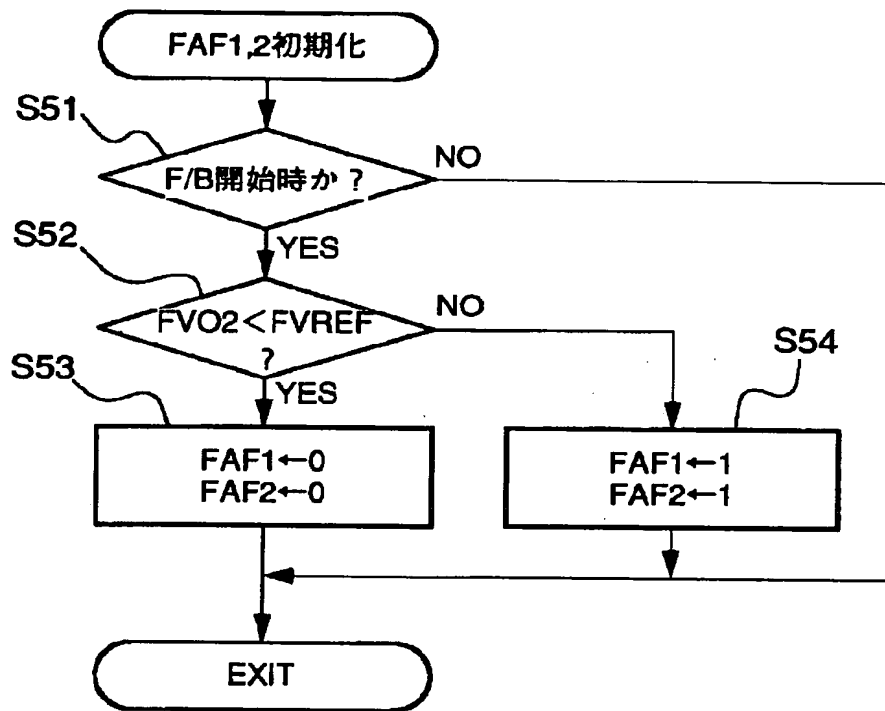 FAF1,2初期化
S51
F/B開始時か ?
NO
YES
S52
FVO2<FVREF
?
NO
YES
S53
FAF1←0
FAF2←0
S54
FAF1←1
FAF2←1
EXIT